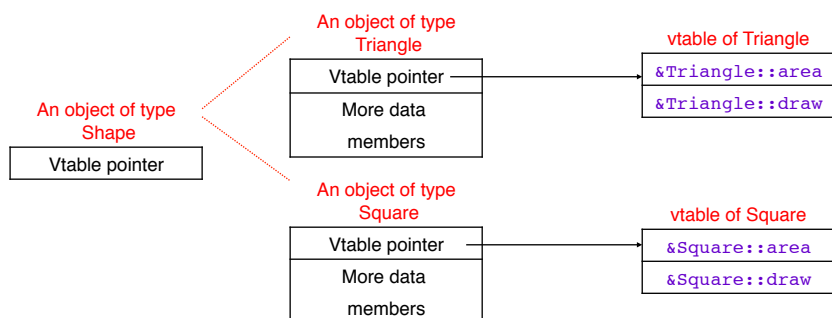 An object of type
Shape
Vtable pointer
An object of type
Triangle
Vtable pointer
More data
members
vtable of Triangle
&Triangle::area
&Triangle::draw
An object of type
Square
Vtable pointer
More data
members
vtable of Square
&Square::area
&Square::draw